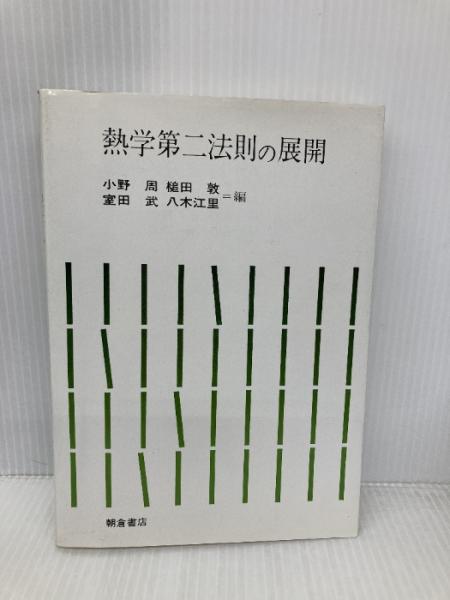 熱学第二法則の展開
小野 周 槌田 敦
室田 武 八木江里 =編
朝倉書店